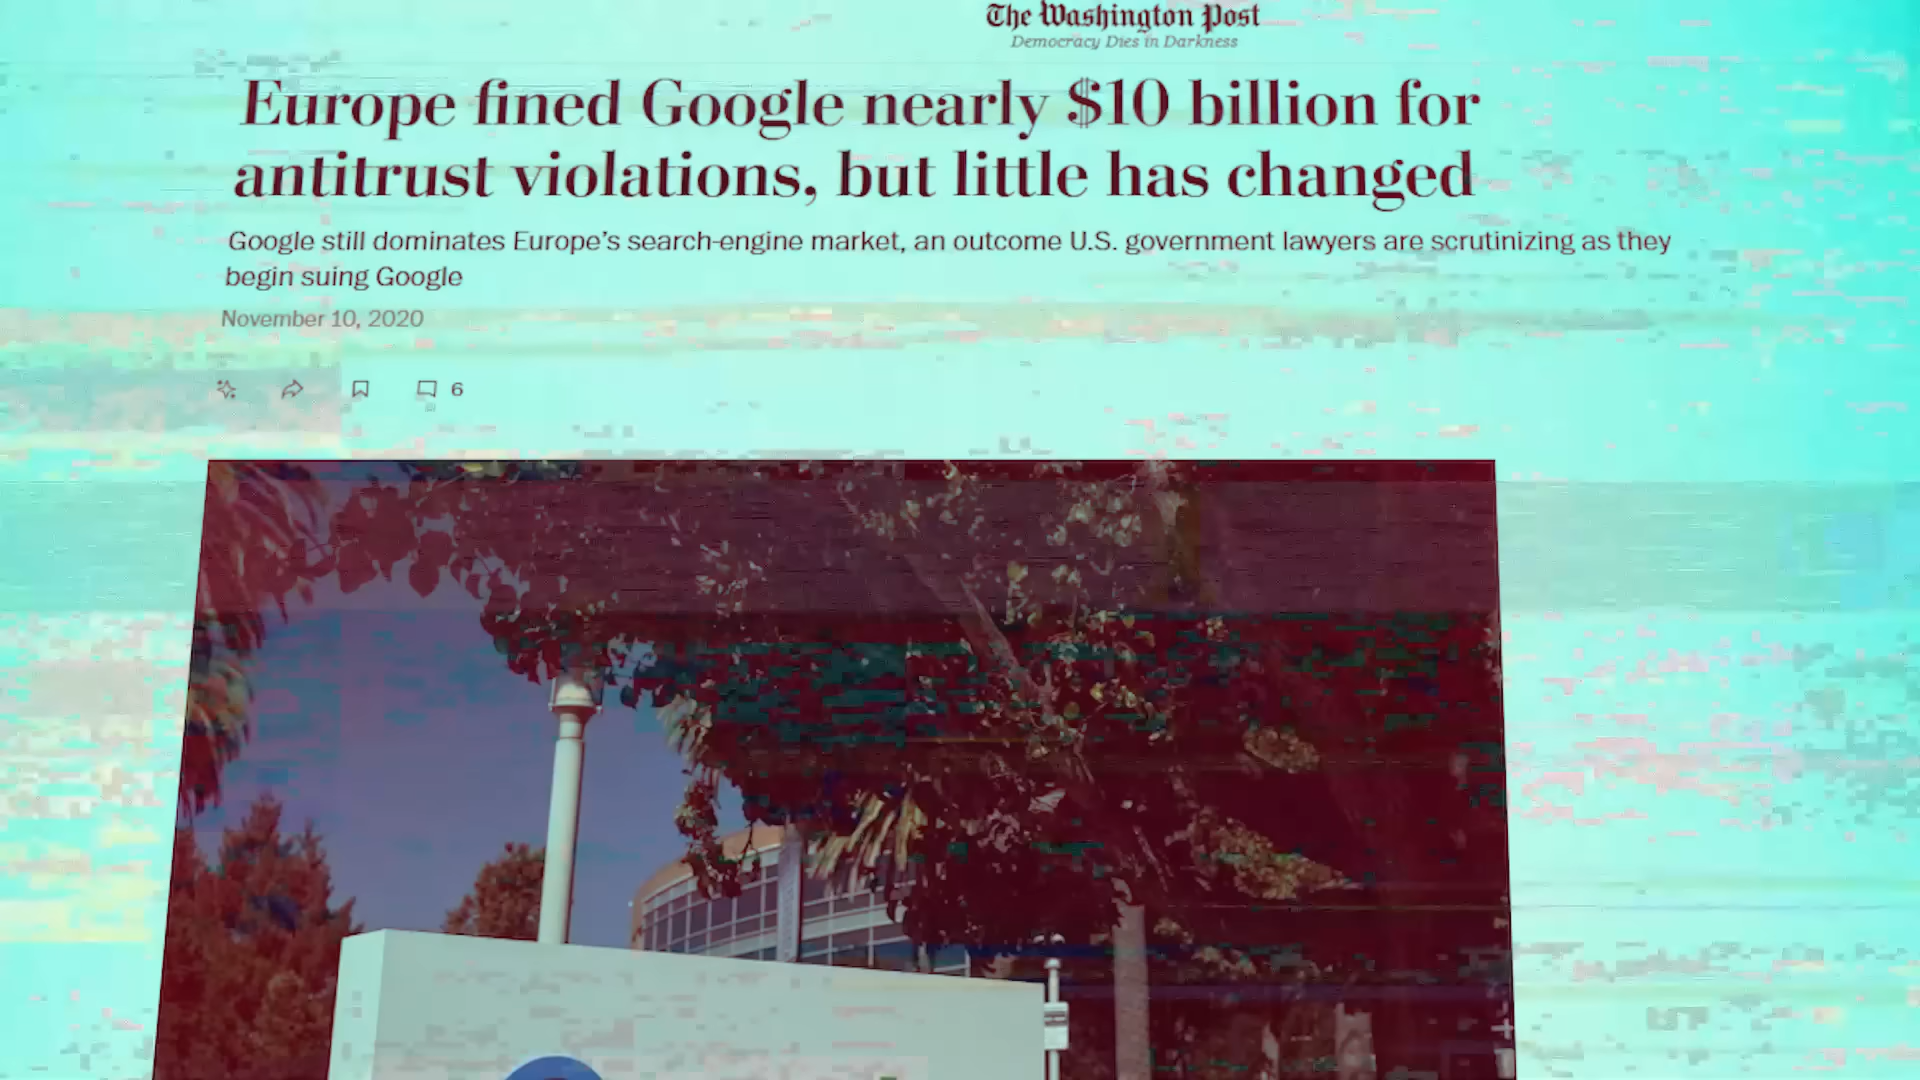 The Washington Post
Democracy Dies in Darkness
Europe fined Google nearly $10 billion for
antitrust violations, but little has changed
Google still dominates Europe's search-engine market, an outcome U.S. government lawyers are scrutinizing as they
begin suing Google
November 10, 2020
6